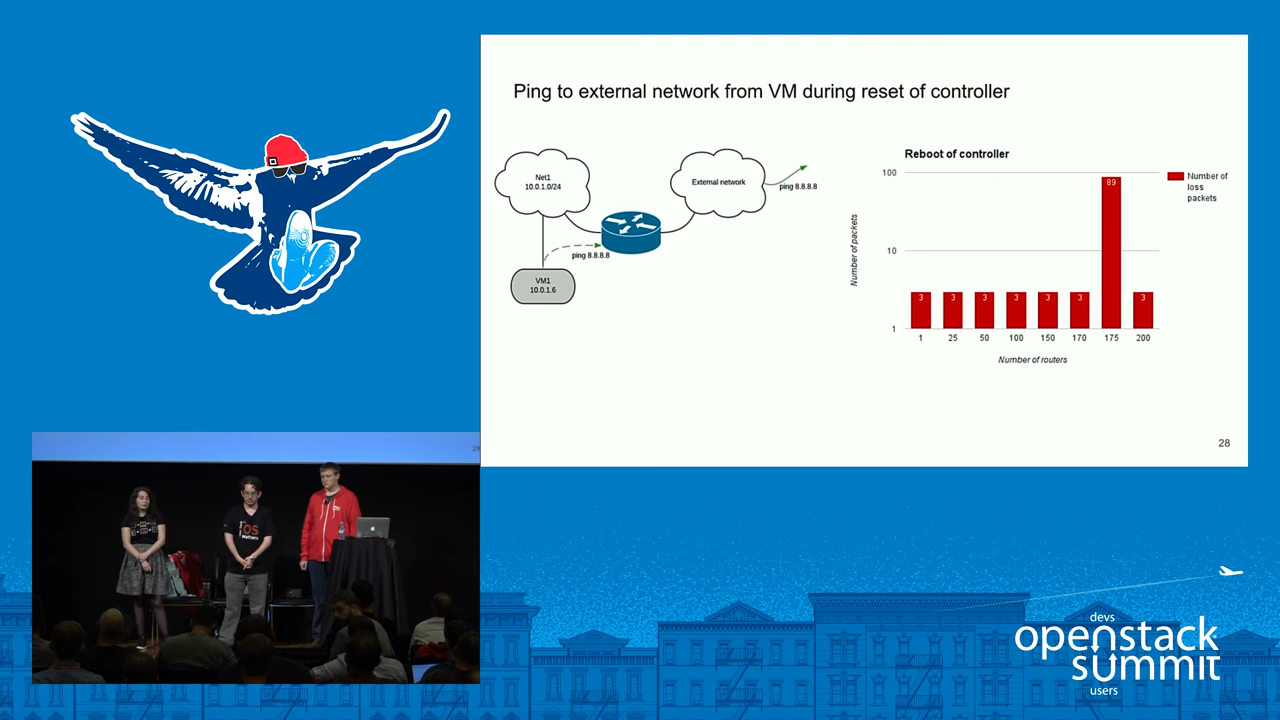 Ping to external network from VM during reset of controller
Net1
10.0.1.0/24
External network
ping 8.8.8.8
ping 8.8.8.8
VM1
10.0.1.6
Reboot of controller
Number of packets
100
10
1
3
3
3
3
3
3
89
3
1
25
50
100
150
170
175
200
Number of routers
Number of
loss
packets
28
28
OS
Matters
devs
openstack
summit
users